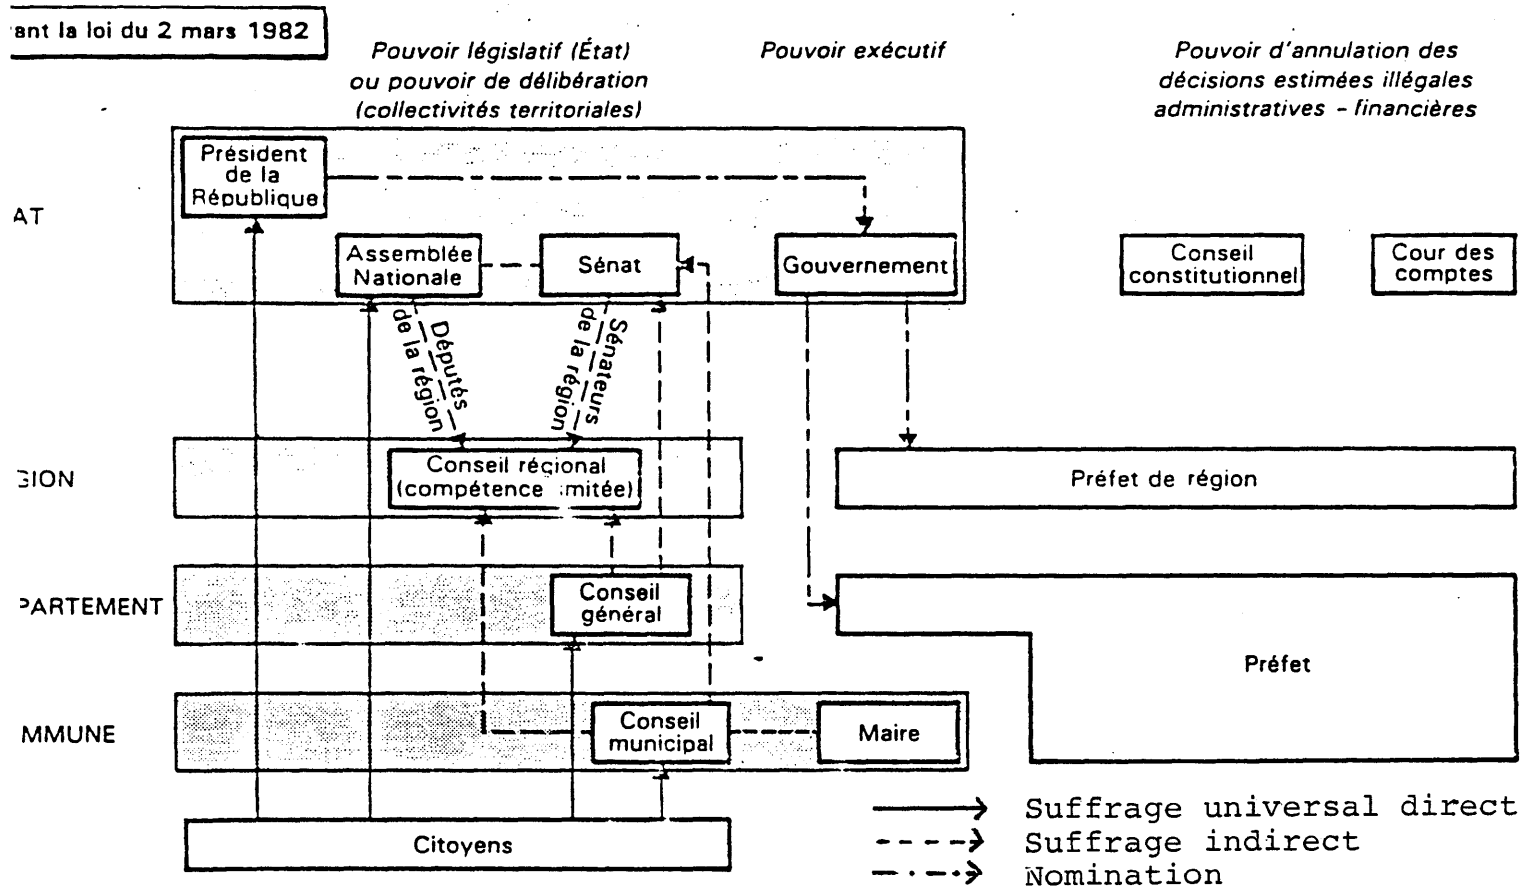 ant la loi du 2 mars 1982
Pouvoir législatif (État)
ou pouvoir de délibération
(collectivités territoriales)
Pouvoir exécutif
Pouvoir d'annulation des
décisions estimées illégales
administratives - financières
AT
Président
de la
République
Assemblée
Nationale
Sénat
Gouvernement
Conseil
constitutionnel
Cour des
comptes
Députés
de la région
Sénateurs
de la région
GION
Conseil régional
(compétence imitée)
Préfet de région
PARTEMENT
Conseil
général
Préfet
MMUNE
Conseil
municipal
Maire
Citoyens
Suffrage universal direct
Suffrage indirect
Nomination